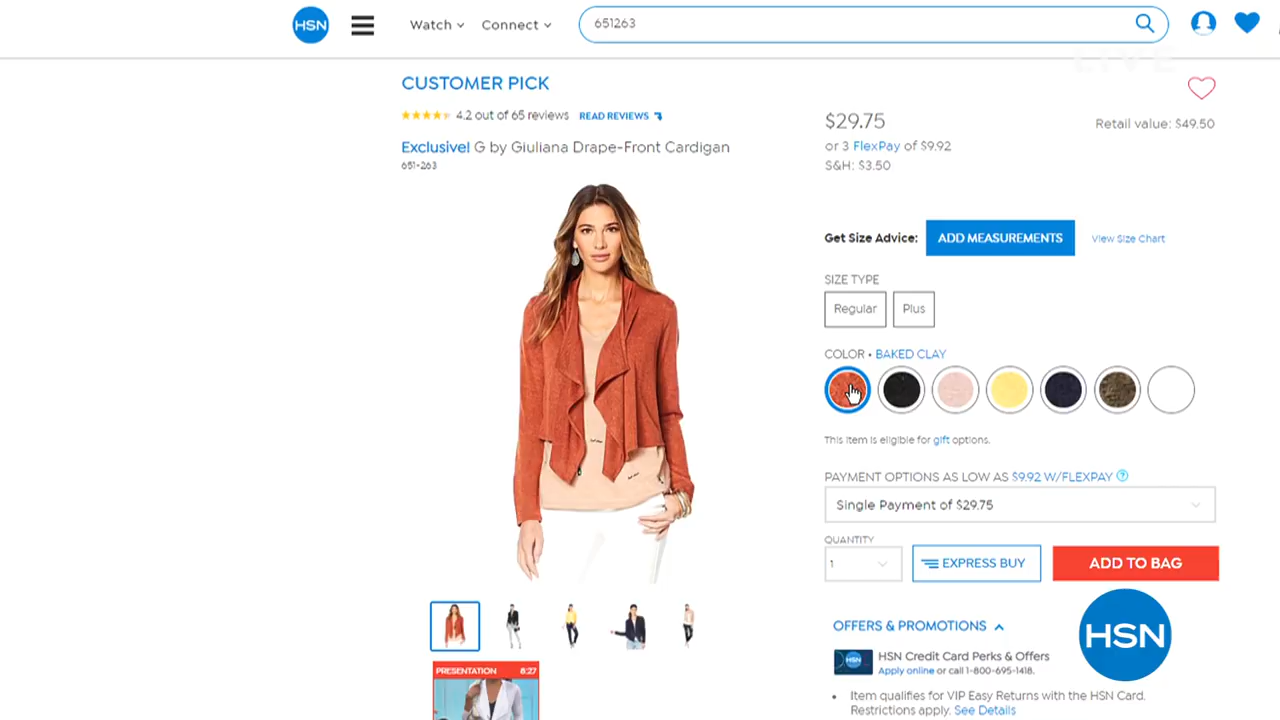 HSN
Watch
Connect
651263
LIVE
CUSTOMER PICK
4.2 out of 65 reviews READ REVIEWS
Exclusive! G by Giuliana Drape-Front Cardigan
651-263
$29.75
Retail value: $49.50
or 3 FlexPay of $9.92
S&H: $3.50
Get Size Advice: ADD MEASUREMENTS View Size Chart
SIZE TYPE
Regular Plus
COLOR • BAKED CLAY
This item is eligible for gift options.
PAYMENT OPTIONS AS LOW AS $9.92 W/FLEXPAY ?
Single Payment of $29.75
QUANTITY
1
EXPRESS BUY
ADD TO BAG
PRESENTATION 8:27
OFFERS & PROMOTIONS
HSN
HSN
HSN Credit Card Perks & Offers
Apply online or call 1-800-695-1418.
• Item qualifies for VIP Easy Returns with the HSN Card.
Restrictions apply. See Details